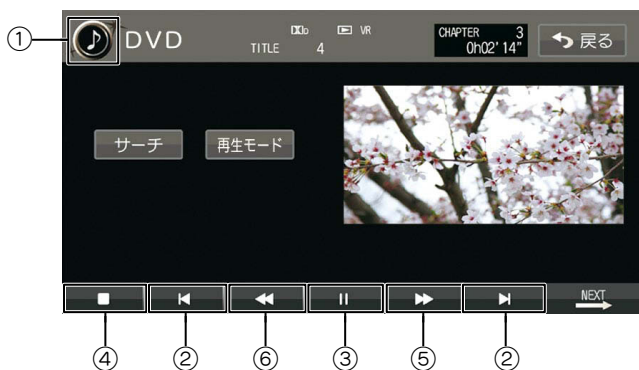 ①
DVD
DID VR
TITLE 4
CHAPTER 3
0h02'14"
戻る
サーチ
再生モード
NEXT
④ ② ⑥ ③ ⑤ ②